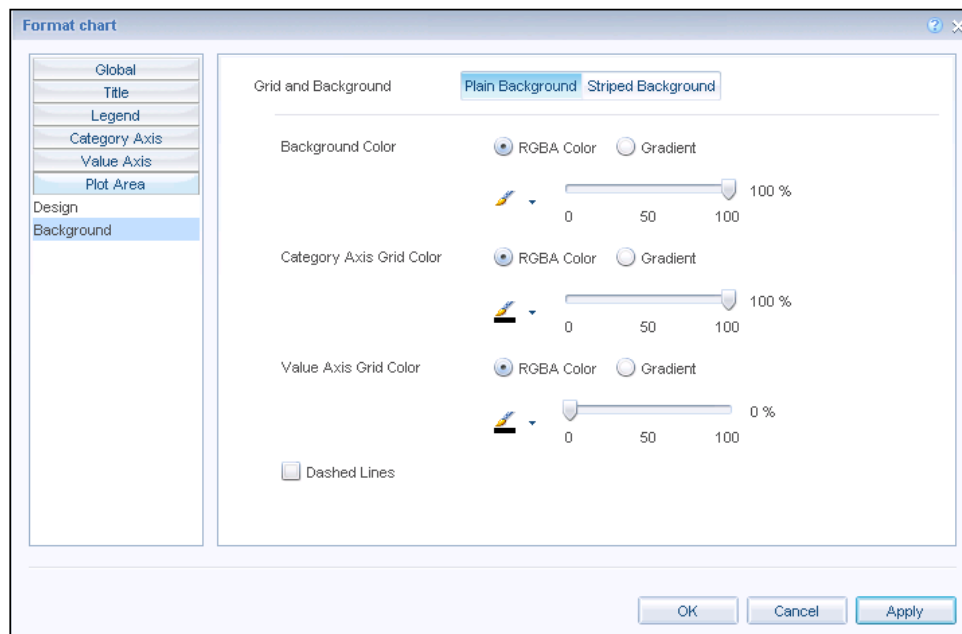 Format chart
Global
Title
Legend
Category Axis
Value Axis
Plot Area
Design
Background
Grid and Background Plain Background Striped Background
Background Color RGBA Color Gradient
100 %
0 50 100
Category Axis Grid Color RGBA Color Gradient
100 %
0 50 100
Value Axis Grid Color RGBA Color Gradient
0 %
0 50 100
Dashed Lines
OK Cancel Apply